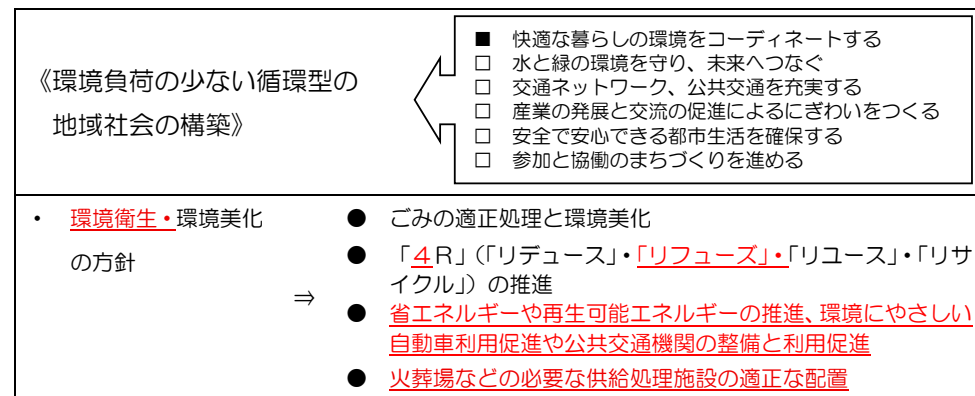 《環境負荷の少ない循環型の
地域社会の構築》
■ 快適な暮らしの環境をコーディネートする
□ 水と緑の環境を守り、未来へつなぐ
□ 交通ネットワーク、公共交通を充実する
□ 産業の発展と交流の促進によるにぎわいをつくる
□ 安全で安心できる都市生活を確保する
□ 参加と協働のまちづくりを進める
・ 環境衛生・環境美化
の方針
⇒
● ごみの適正処理と環境美化
● 「４Ｒ」（「リデュース」・「リフューズ」・「リユース」・「リサ
イクル」）の推進
● 省エネルギーや再生可能エネルギーの推進、環境にやさしい
自動車利用促進や公共交通機関の整備と利用促進
● 火葬場などの必要な供給処理施設の適正な配置